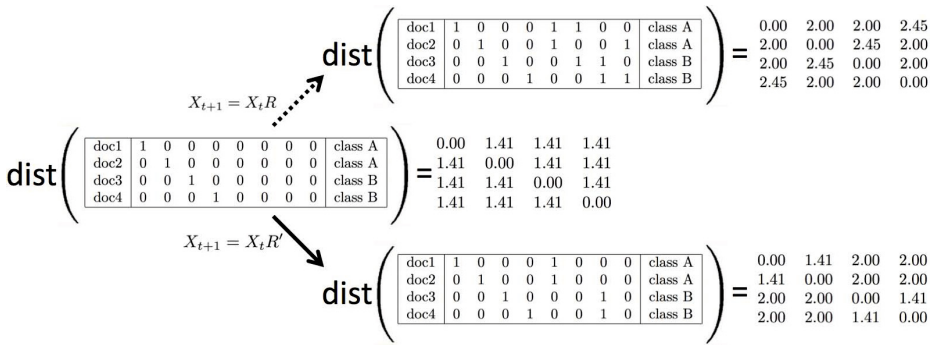 dist( doc1 1 0 0 0 1 1 0 0 class A ) = 0.00 2.00 2.00 2.45
doc2 0 1 0 0 1 0 0 1 class A 2.00 0.00 2.45 2.00
doc3 0 0 1 0 0 1 1 0 class B 2.00 2.45 0.00 2.00
doc4 0 0 0 1 0 0 1 1 class B 2.45 2.00 2.00 0.00
X_{t+1} = X_t R
dist( doc1 1 0 0 0 0 0 0 0 class A ) = 0.00 1.41 1.41 1.41
doc2 0 1 0 0 0 0 0 0 class A 1.41 0.00 1.41 1.41
doc3 0 0 1 0 0 0 0 0 class B 1.41 1.41 0.00 1.41
doc4 0 0 0 1 0 0 0 0 class B 1.41 1.41 1.41 0.00
X_{t+1} = X_t R'
dist( doc1 1 0 0 0 1 0 0 0 class A ) = 0.00 1.41 2.00 2.00
doc2 0 1 0 0 1 0 0 0 class A 1.41 0.00 2.00 2.00
doc3 0 0 1 0 0 0 1 0 class B 2.00 2.00 0.00 1.41
doc4 0 0 0 1 0 0 1 0 class B 2.00 2.00 1.41 0.00